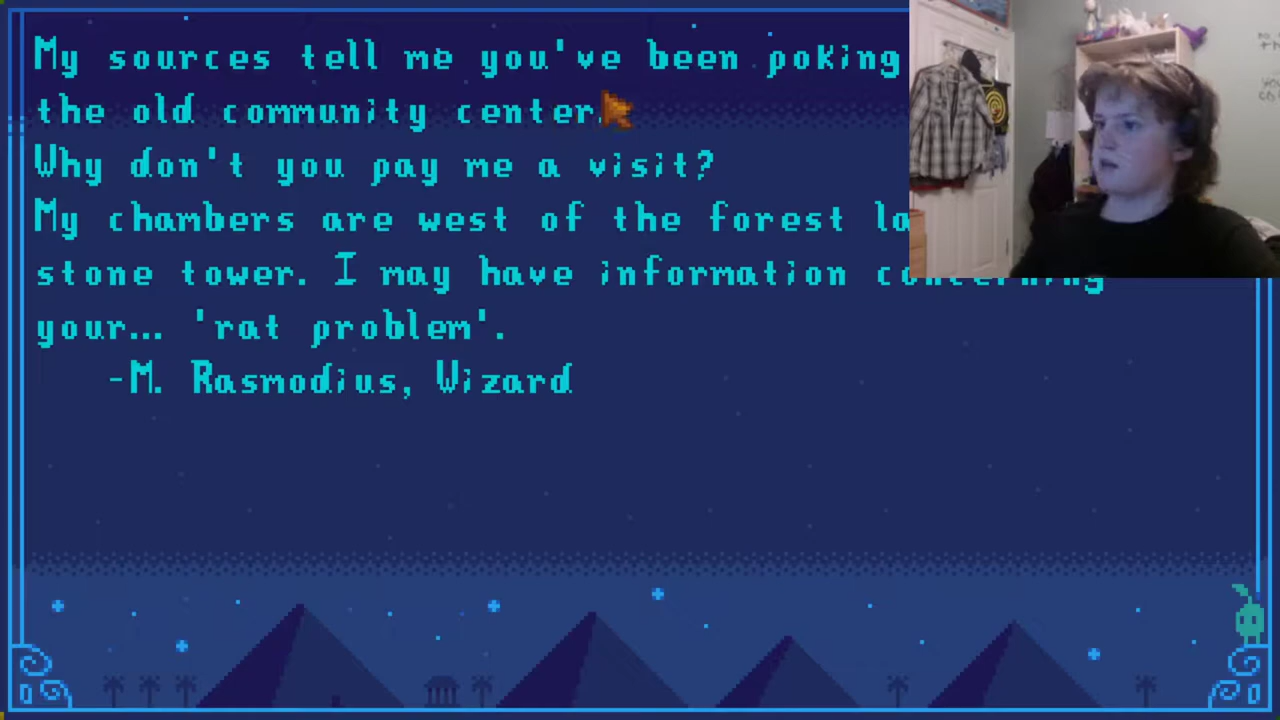 My sources tell me you've been poking
the old community center.
Why don't you pay me a visit?
My chambers are west of the forest
stone tower. I may have information concerning
your... 'rat problem'.
-M. Rasmodius, Wizard